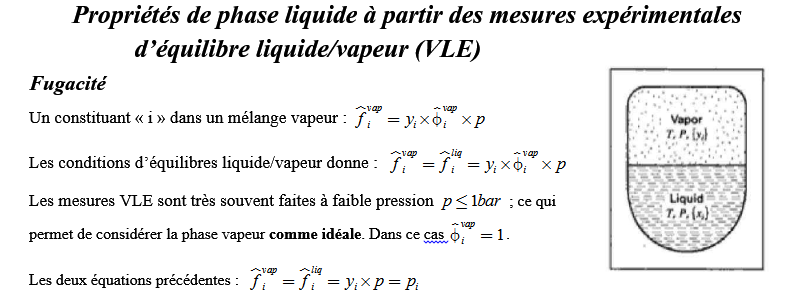 Propriétés de phase liquide à partir des mesures expérimentales
d’équilibre liquide/vapeur (VLE)
Fugacité
Un constituant « i » dans un mélange vapeur : f̂ᵢᵛᵃᵖ = yᵢ × ϕ̂ᵢᵛᵃᵖ × p
Les conditions d’équilibres liquide/vapeur donne : f̂ᵢᵛᵃᵖ = f̂ᵢˡⁱq = yᵢ × ϕ̂ᵢᵛᵃᵖ × p
Les mesures VLE sont très souvent faites à faible pression p ≤ 1bar ; ce qui
permet de considérer la phase vapeur comme idéale. Dans ce cas ϕ̂ᵢᵛᵃᵖ = 1.
Les deux équations précédentes : f̂ᵢᵛᵃᵖ = f̂ᵢˡⁱq = yᵢ × p = pᵢ
Vapor
T, P, {yᵢ}
Liquid
T, P, {xᵢ}